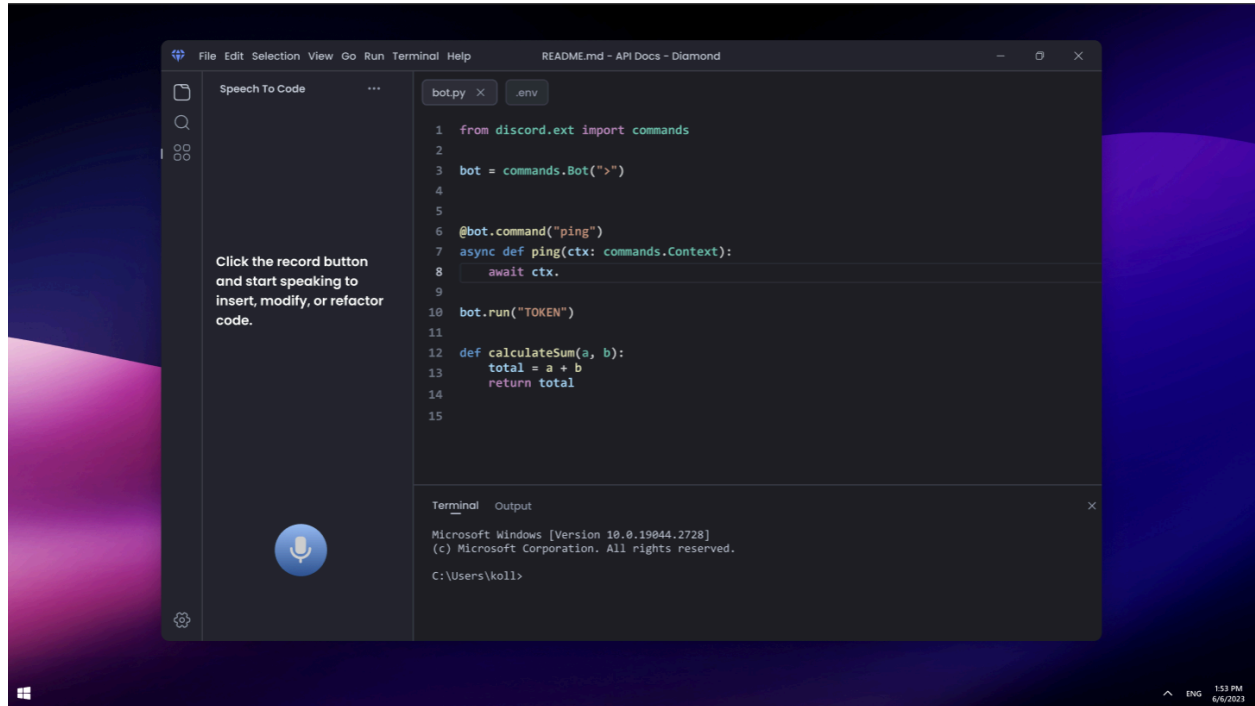 File Edit Selection View Go Run Terminal Help README.md - API Docs - Diamond
Speech To Code ...
Click the record button
and start speaking to
insert, modify, or refactor
code.
bot.py .env
1 from discord.ext import commands
2
3 bot = commands.Bot(">")
4
5
6 @bot.command("ping")
7 async def ping(ctx: commands.Context):
8     await ctx.
9
10 bot.run("TOKEN")
11
12 def calculateSum(a, b):
13     total = a + b
    return total
14
15
Terminal Output
Microsoft Windows [Version 10.0.19044.2728]
(c) Microsoft Corporation. All rights reserved.
C:\Users\koll>
ENG 1:53 PM
6/6/2023